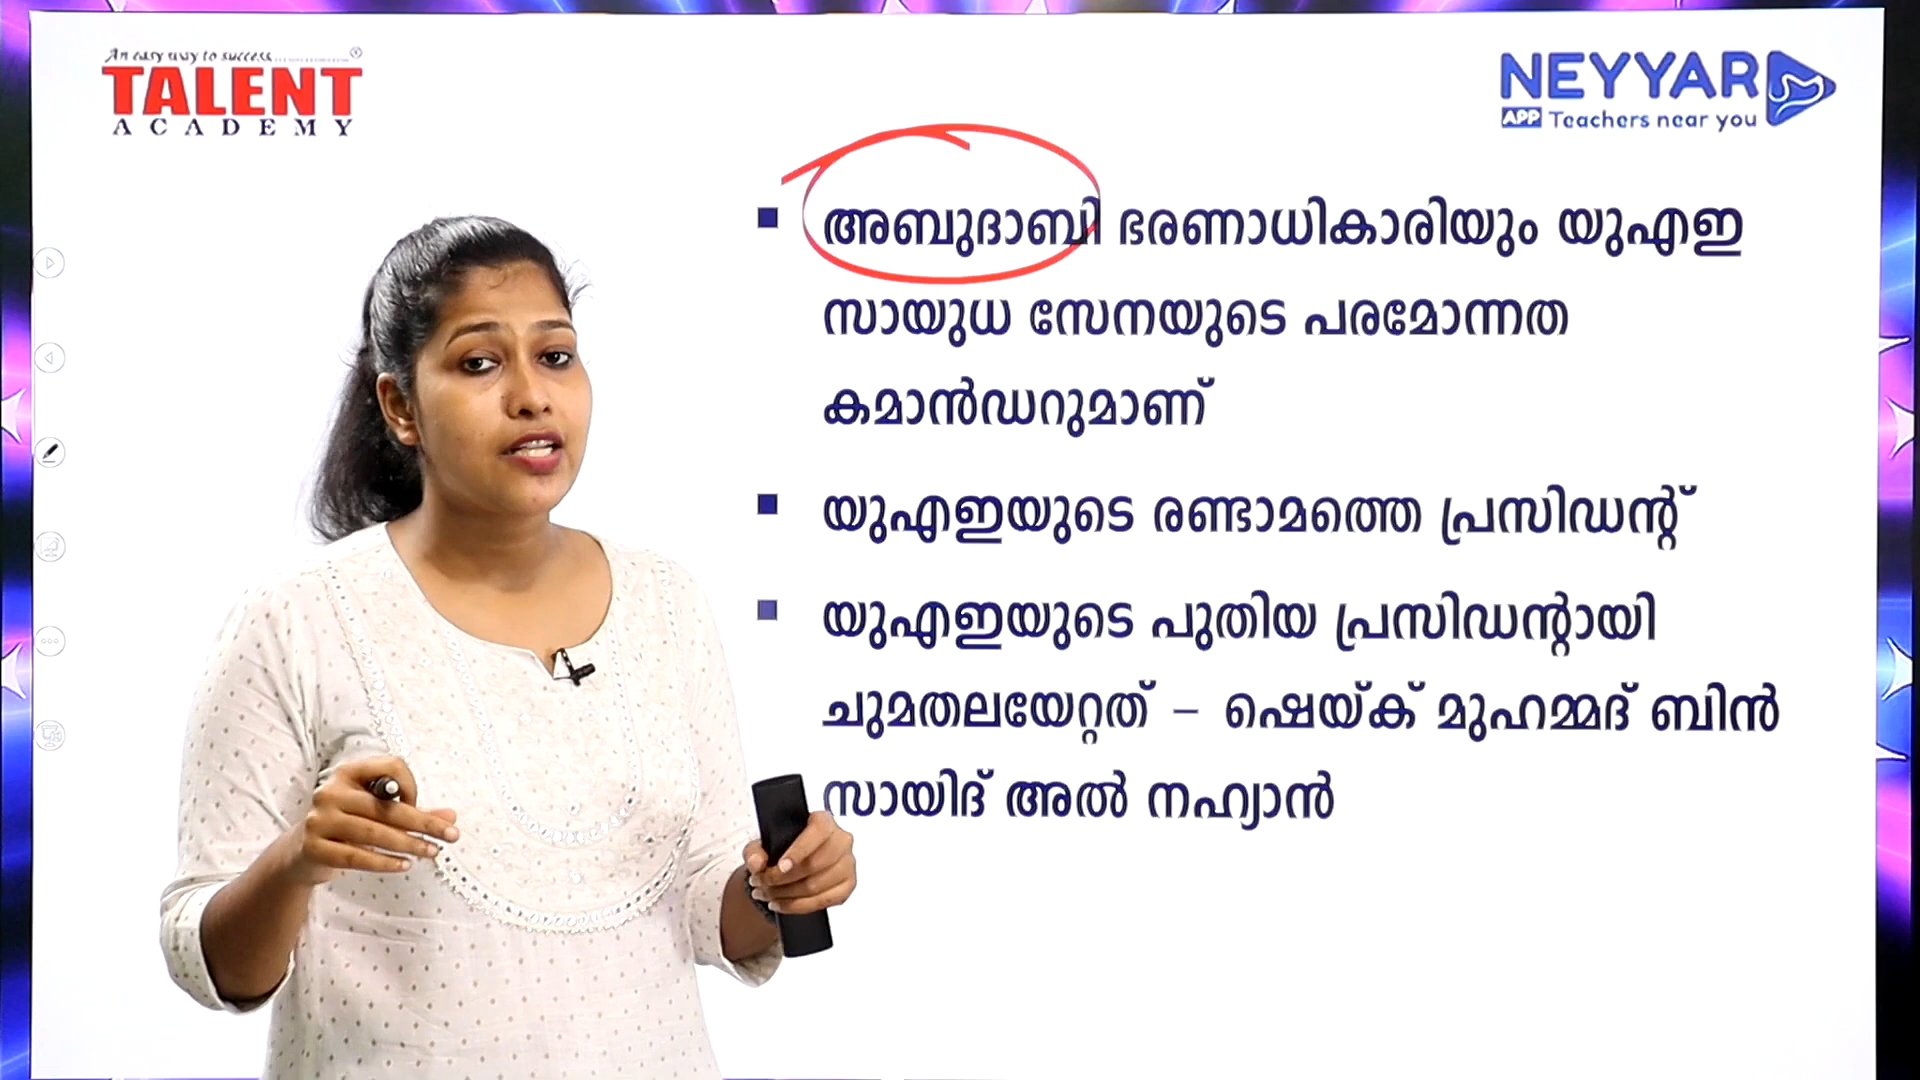 An easy way to success
TALENT
ACADEMY
NEYYAR
APP Teachers near you
അബുദാബി ഭരണാധികാരിയും യുഎഇ
സായുധ സേനയുടെ പരമോന്നത
കമാൻഡറുമാണ്
യുഎഇയുടെ രണ്ടാമത്തെ പ്രസിഡന്റ്
യുഎഇയുടെ പുതിയ പ്രസിഡന്റായി
ചുമതലയേറ്റത് – ഷെയ്ക് മുഹമ്മദ് ബിൻ
സായിദ് അൽ നഹ്യാൻ